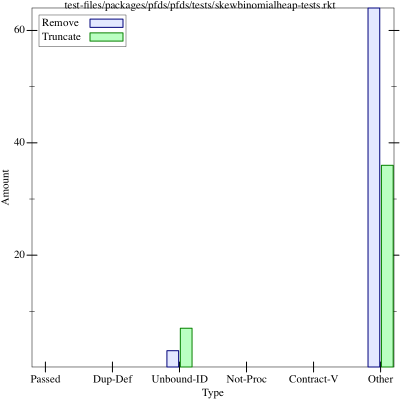 test-files/packages/pfds/pfds/tests/skewbinomialheap-tests.rkt
Remove
Truncate
60
40
20
Amount
Passed Dup-Def Unbound-ID Not-Proc Contract-V Other
Type